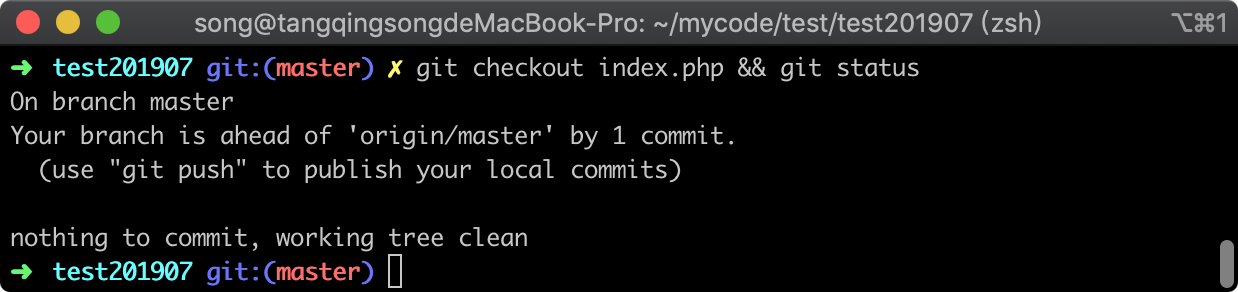 song@tangqingsongdeMacBook-Pro: ~/mycode/test/test201907 (zsh) ⌥⌘1
➜ test201907 git:(master) ✗ git checkout index.php && git status
On branch master
Your branch is ahead of 'origin/master' by 1 commit.
  (use "git push" to publish your local commits)

nothing to commit, working tree clean
➜ test201907 git:(master)